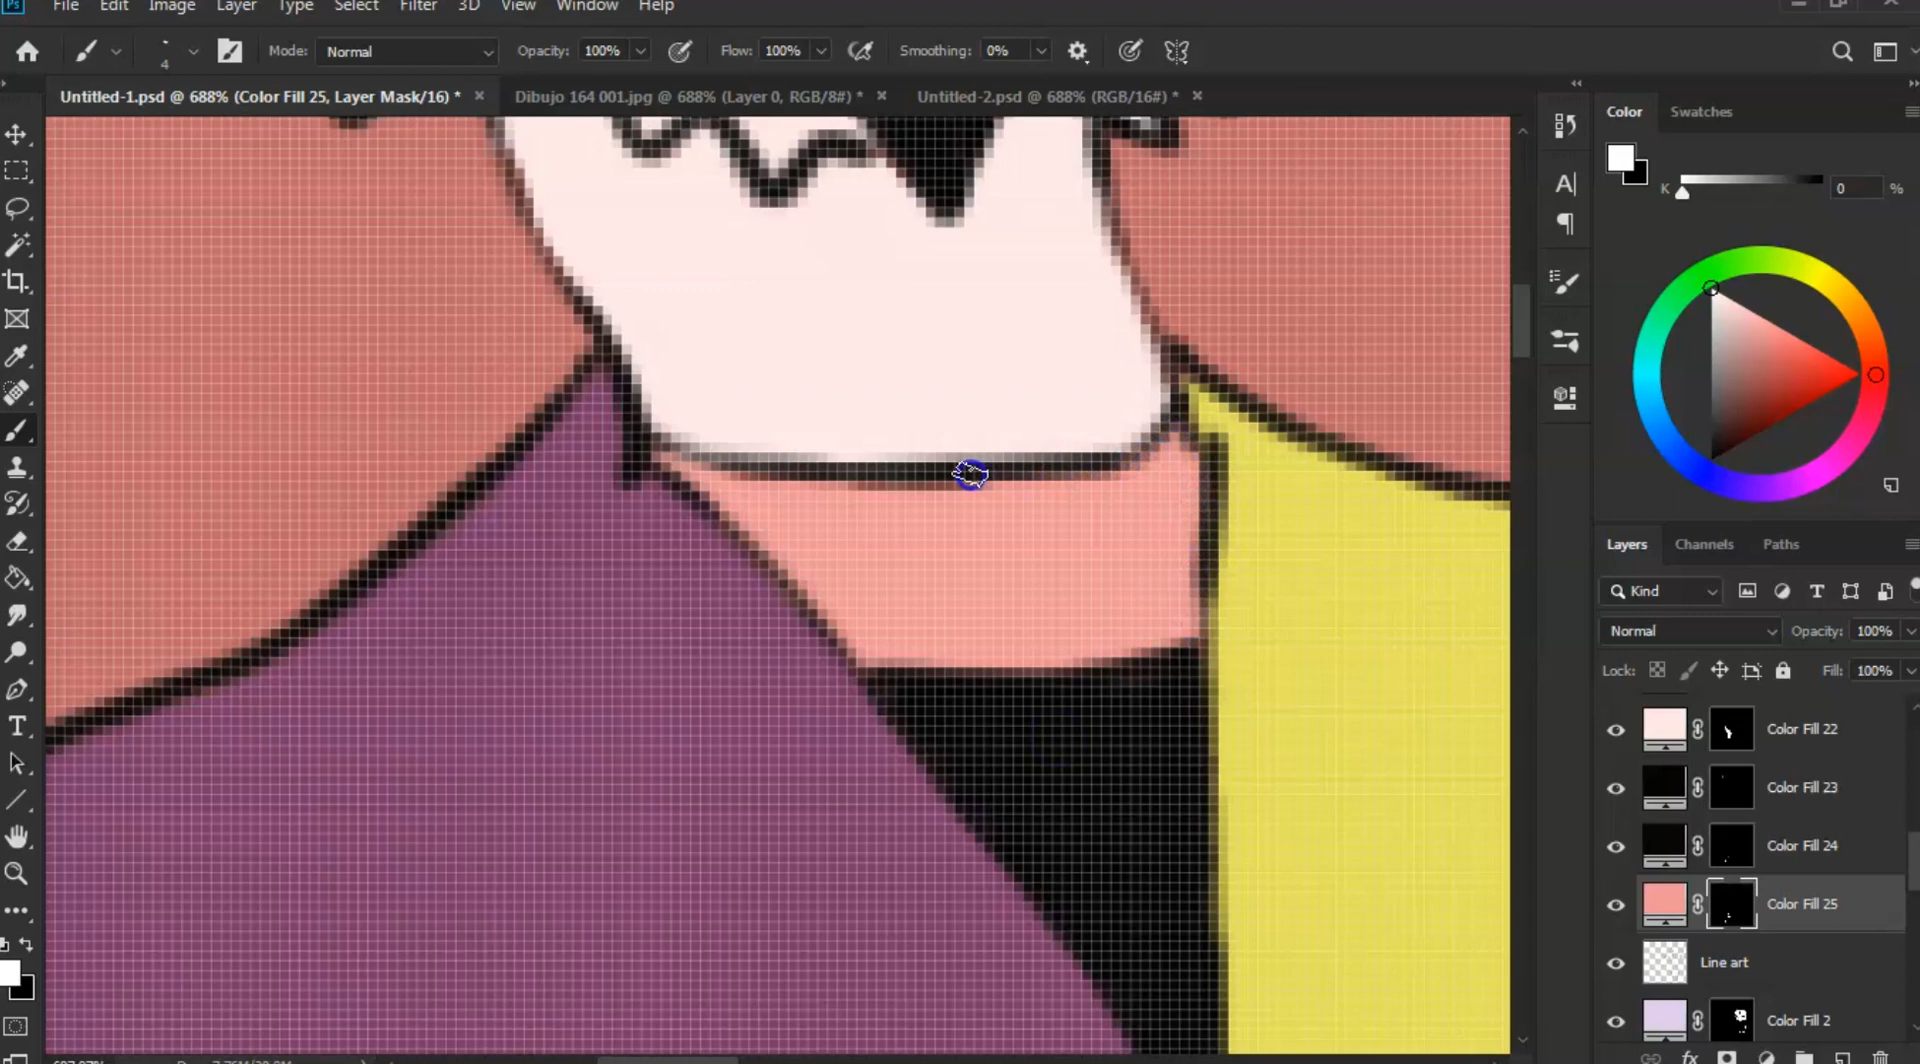 Ps File Edit Image Layer Type Select Filter 3D View Window Help
4 Mode: Normal Opacity: 100% Flow: 100% Smoothing: 0%
Untitled-1.psd @ 688% (Color Fill 25, Layer Mask/16) * × Dibujo 164 001.jpg @ 688% (Layer 0, RGB/8#) * × Untitled-2.psd @ 688% (RGB/16#) * ×
Color Swatches
K 0 %
Layers Channels Paths
Kind
Normal Opacity: 100%
Lock: Fill: 100%
Color Fill 22
Color Fill 23
Color Fill 24
Color Fill 25
Line art
Color Fill 2
fx